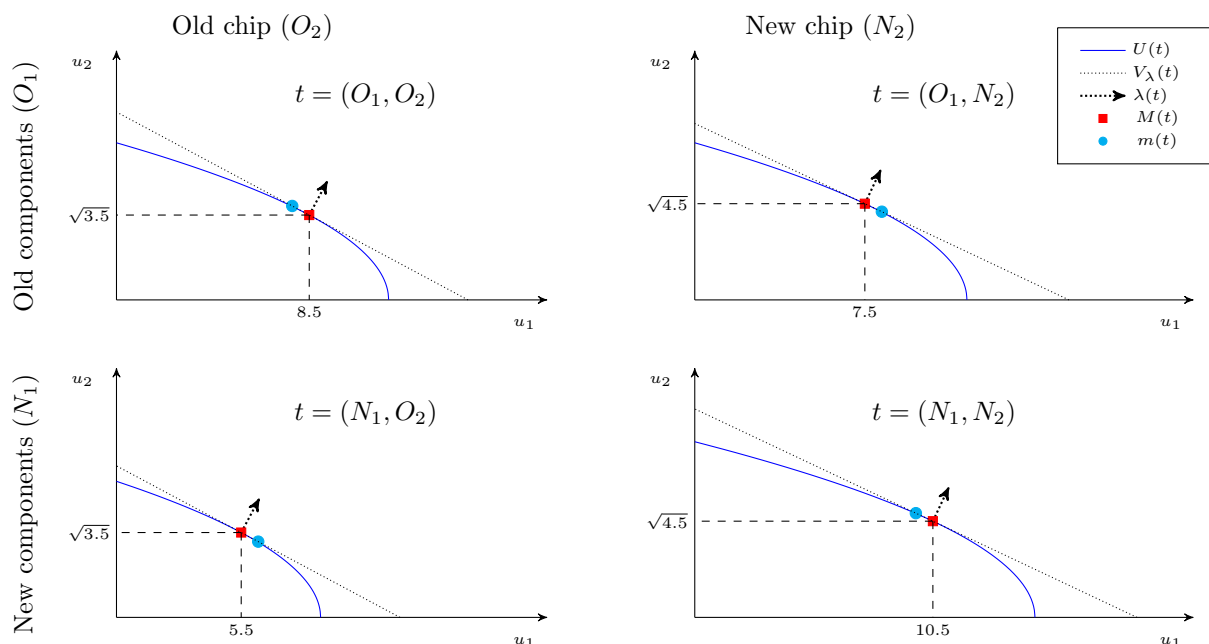 Old chip (O₂)
New chip (N₂)
Old components (O₁)
u₂
t = (O₁, O₂)
√3.5
8.5
u₁
u₂
t = (O₁, N₂)
√4.5
7.5
u₁
U(t)
V_λ(t)
λ(t)
M(t)
m(t)
New components (N₁)
u₂
t = (N₁, O₂)
√3.5
5.5
u₁
u₂
t = (N₁, N₂)
√4.5
10.5
u₁